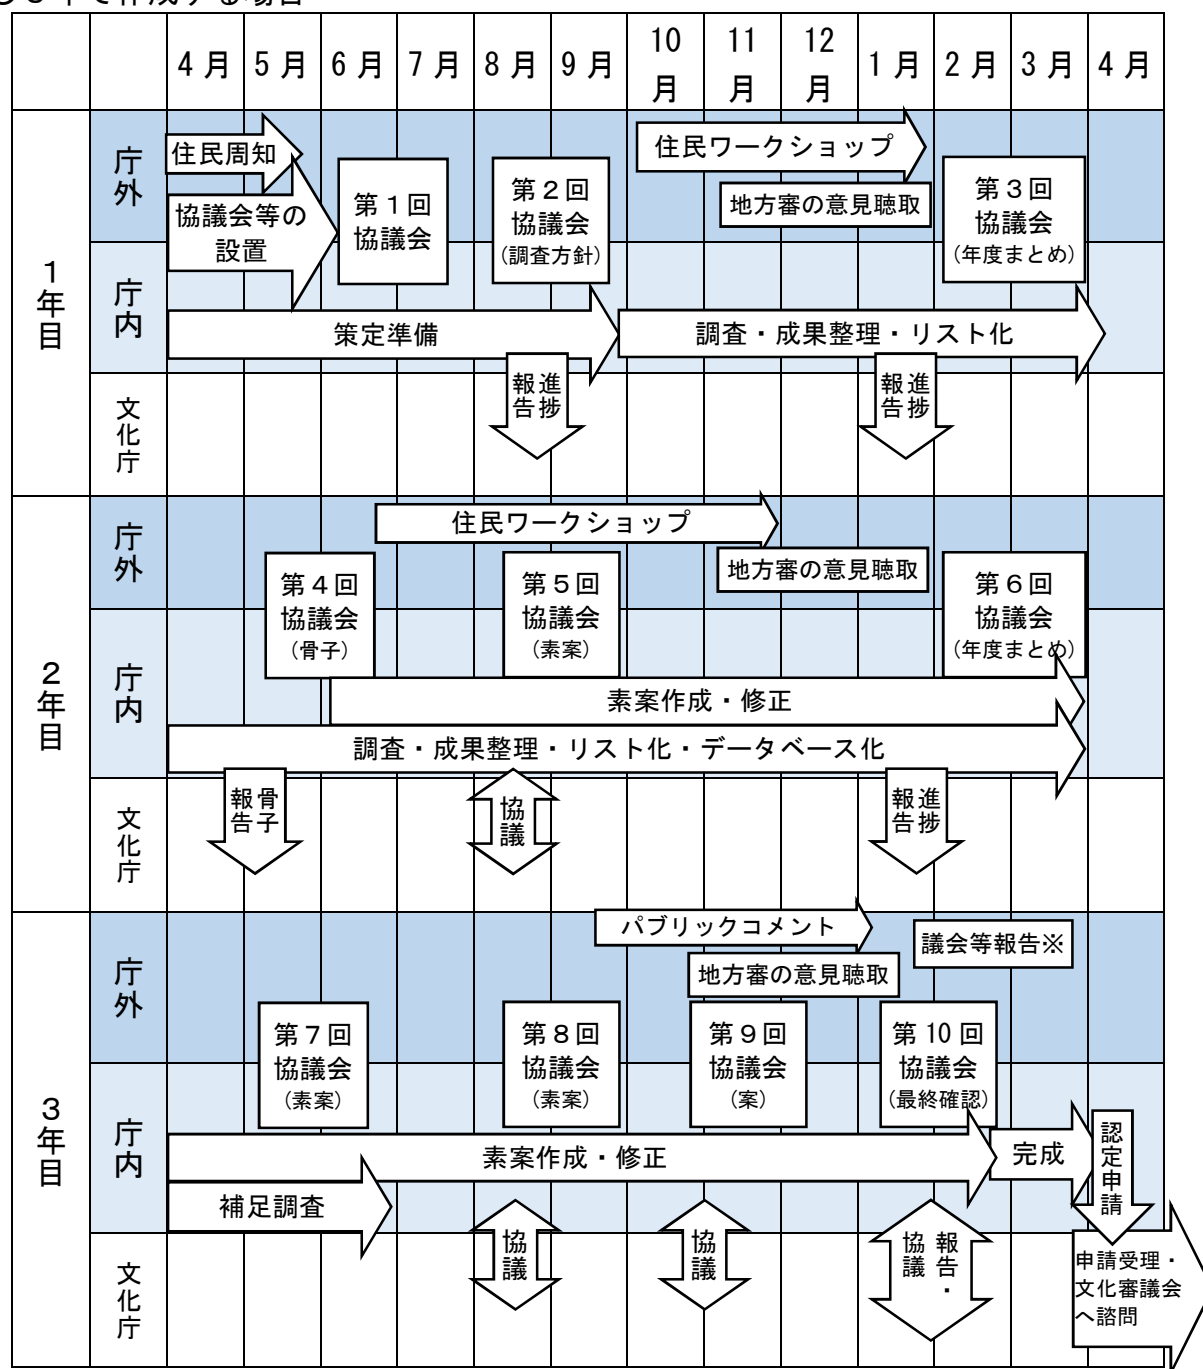 ３年で作成する場合
4月 5月 6月 7月 8月 9月 10月 11月 12月 1月 2月 3月 4月
１年目
庁外
住民周知
協議会等の
設置
第１回
協議会
第２回
協議会
(調査方針)
住民ワークショップ
地方審の意見聴取
第３回
協議会
(年度まとめ)
庁内
策定準備
調査・成果整理・リスト化
進捗
報告
進捗
報告
文化庁
２年目
庁外
住民ワークショップ
地方審の意見聴取
第４回
協議会
(骨子)
第５回
協議会
(素案)
第６回
協議会
(年度まとめ)
庁内
素案作成・修正
調査・成果整理・リスト化・データベース化
骨子
報告
協議
進捗
報告
文化庁
３年目
庁外
パブリックコメント
議会等報告※
地方審の意見聴取
第７回
協議会
(素案)
第８回
協議会
(素案)
第９回
協議会
(案)
第10回
協議会
(最終確認)
庁内
素案作成・修正
完成
認定申請
補足調査
協議
協議
報告・
協議
文化庁
申請受理・
文化審議会
へ諮問